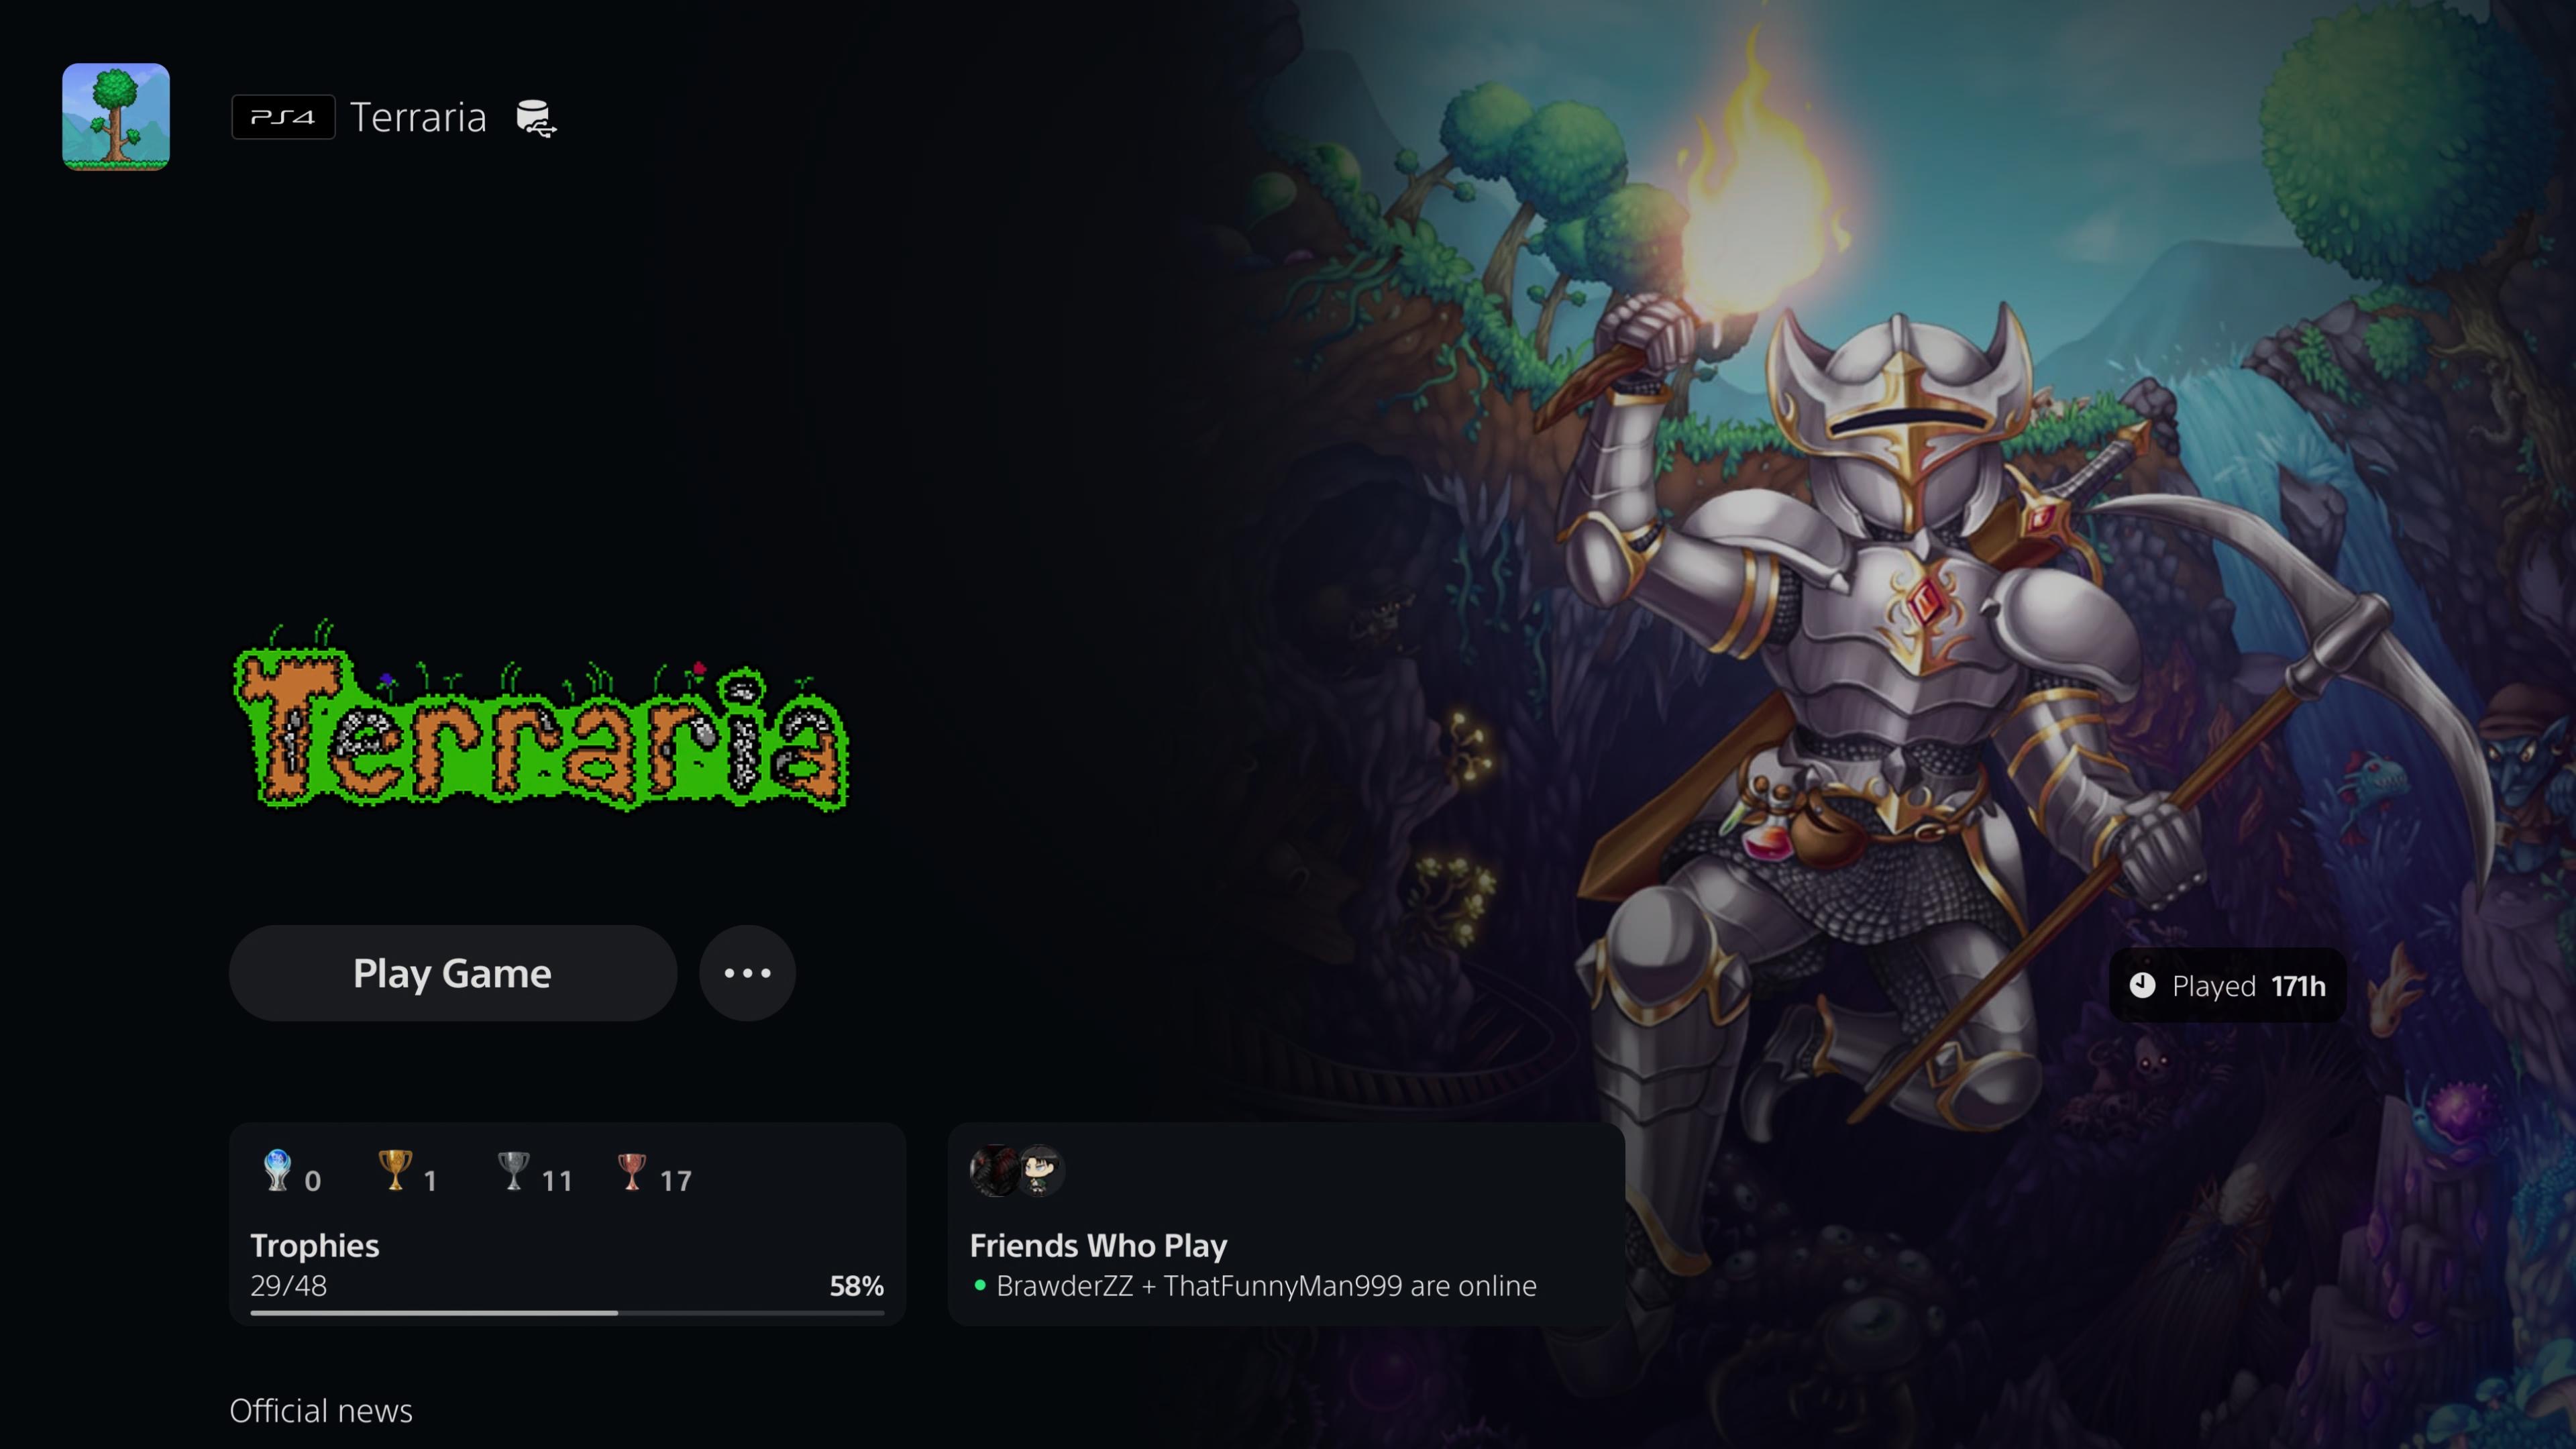 PS4 Terraria
Terraria
Play Game
Played 171h
0 1 11 17
Trophies
29/48 58%
Friends Who Play
BrawderZZ + ThatFunnyMan999 are online
Official news